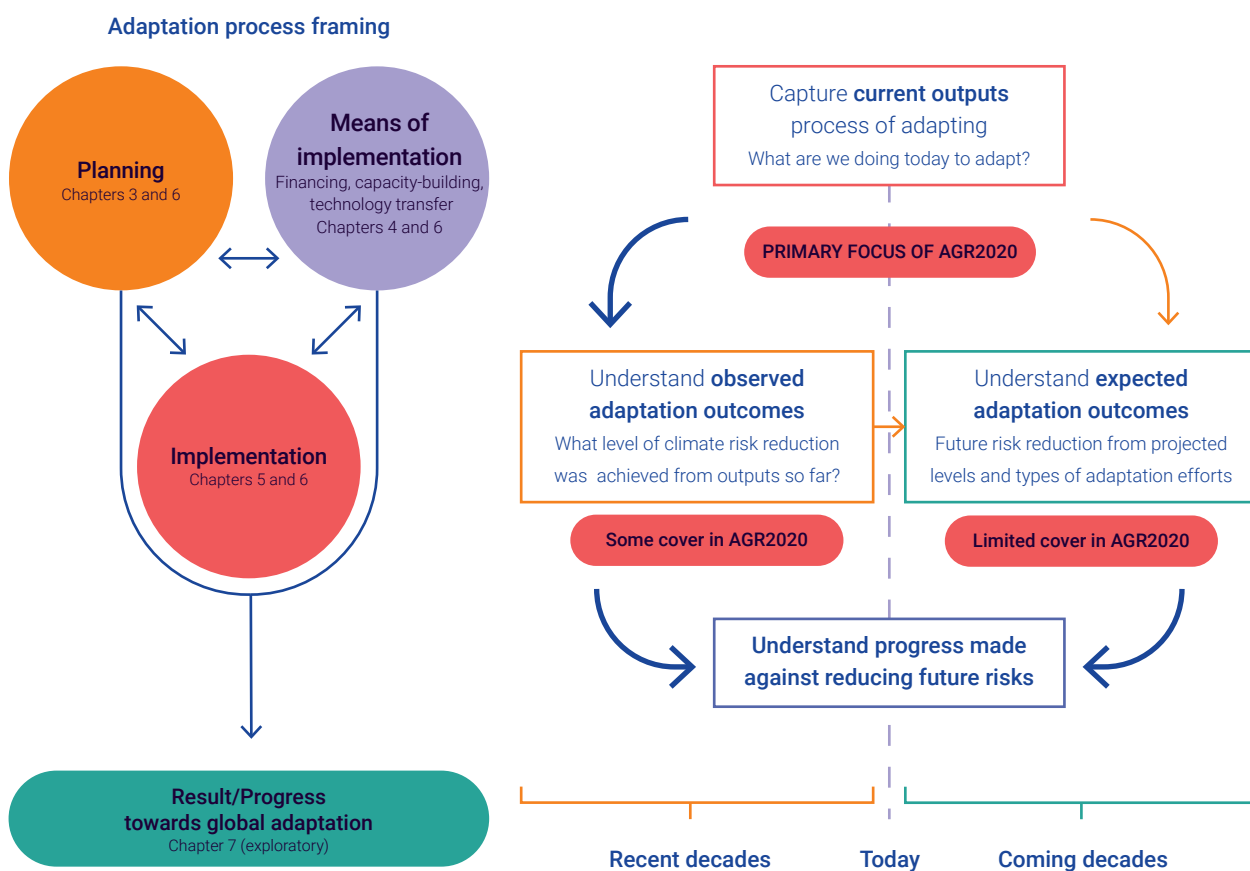 Adaptation process framing
Planning
Chapters 3 and 6
Means of
implementation
Financing, capacity-building,
technology transfer
Chapters 4 and 6
Implementation
Chapters 5 and 6
Result/Progress
towards global adaptation
Chapter 7 (exploratory)
Capture current outputs
process of adapting
What are we doing today to adapt?
PRIMARY FOCUS OF AGR2020
Understand observed
adaptation outcomes
What level of climate risk reduction
was achieved from outputs so far?
Some cover in AGR2020
Understand expected
adaptation outcomes
Future risk reduction from projected
levels and types of adaptation efforts
Limited cover in AGR2020
Understand progress made
against reducing future risks
Recent decades
Today
Coming decades